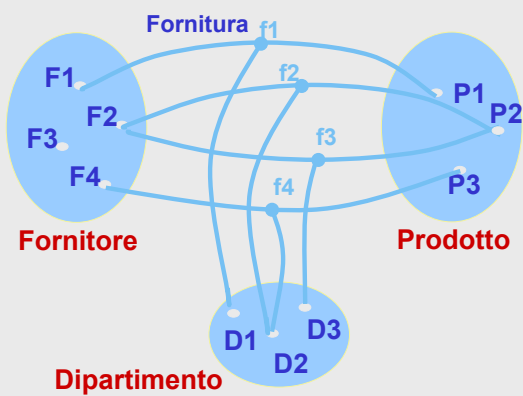 Fornitura
f1
F1
f2
P1
F2
P2
F3
f3
F4
f4
P3
Fornitore
Prodotto
D1
D2
D3
Dipartimento